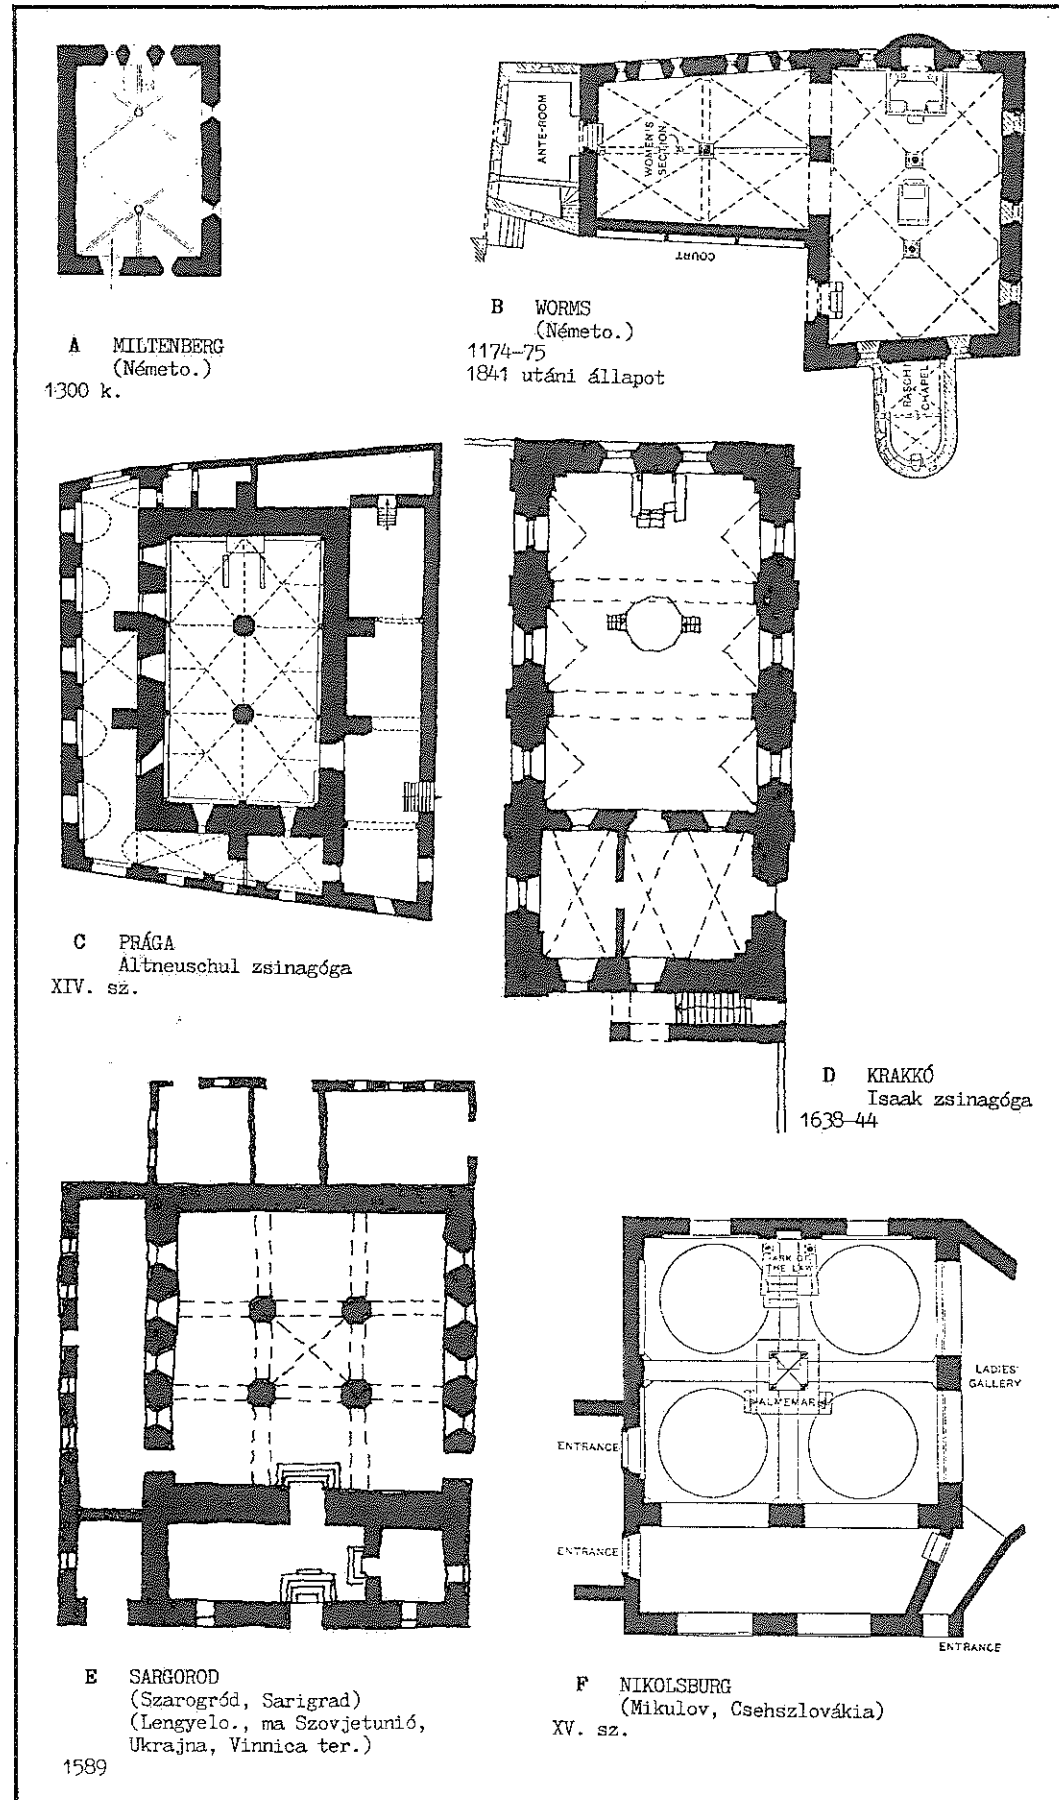 A MILTENBERG
(Németo.)
1300 k.
ANTE-ROOM
WOMEN'S
SECTION
COURT
RASCHI
CHAPEL
B WORMS
(Németo.)
1174-75
1841 utáni állapot
C PRÁGA
Altneuschul zsinagóga
XIV. sz.
D KRAKKÓ
Isaak zsinagóga
1638-44
E SARGOROD
(Szarogród, Sarigrad)
(Lengyelo., ma Szovjetunió,
Ukrajna, Vinnica ter.)
1589
ARK OF
THE LAW
ALMEMAR
LADIES'
GALLERY
ENTRANCE
ENTRANCE
ENTRANCE
F NIKOLSBURG
(Mikulov, Csehszlovákia)
XV. sz.